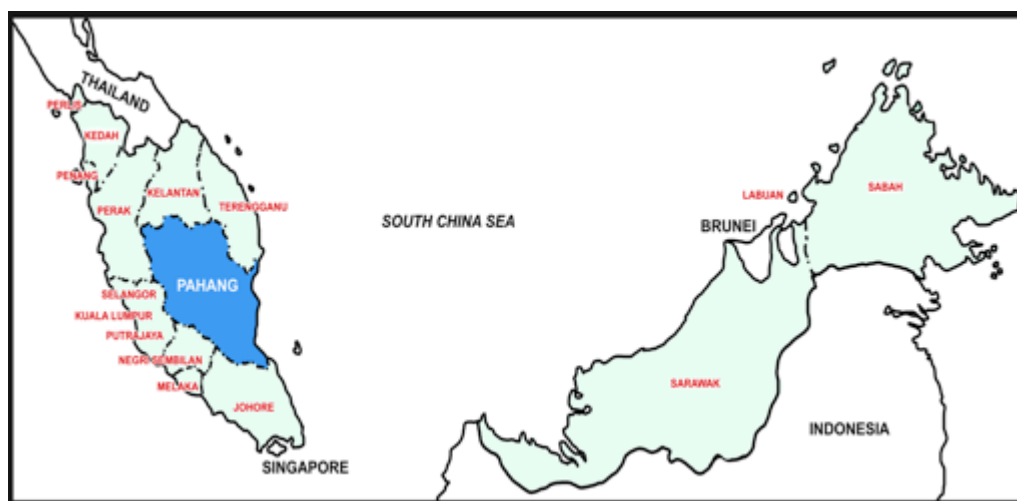 THAILAND
PERLIS
KEDAH
PENANG
KELANTAN
PERAK
TERENGGANU
LABUAN
SABAH
SOUTH CHINA SEA
BRUNEI
PAHANG
SELANGOR
KUALA LUMPUR
PUTRAJAYA
NEGRI SEMBILAN
MELAKA
SARAWAK
JOHORE
INDONESIA
SINGAPORE